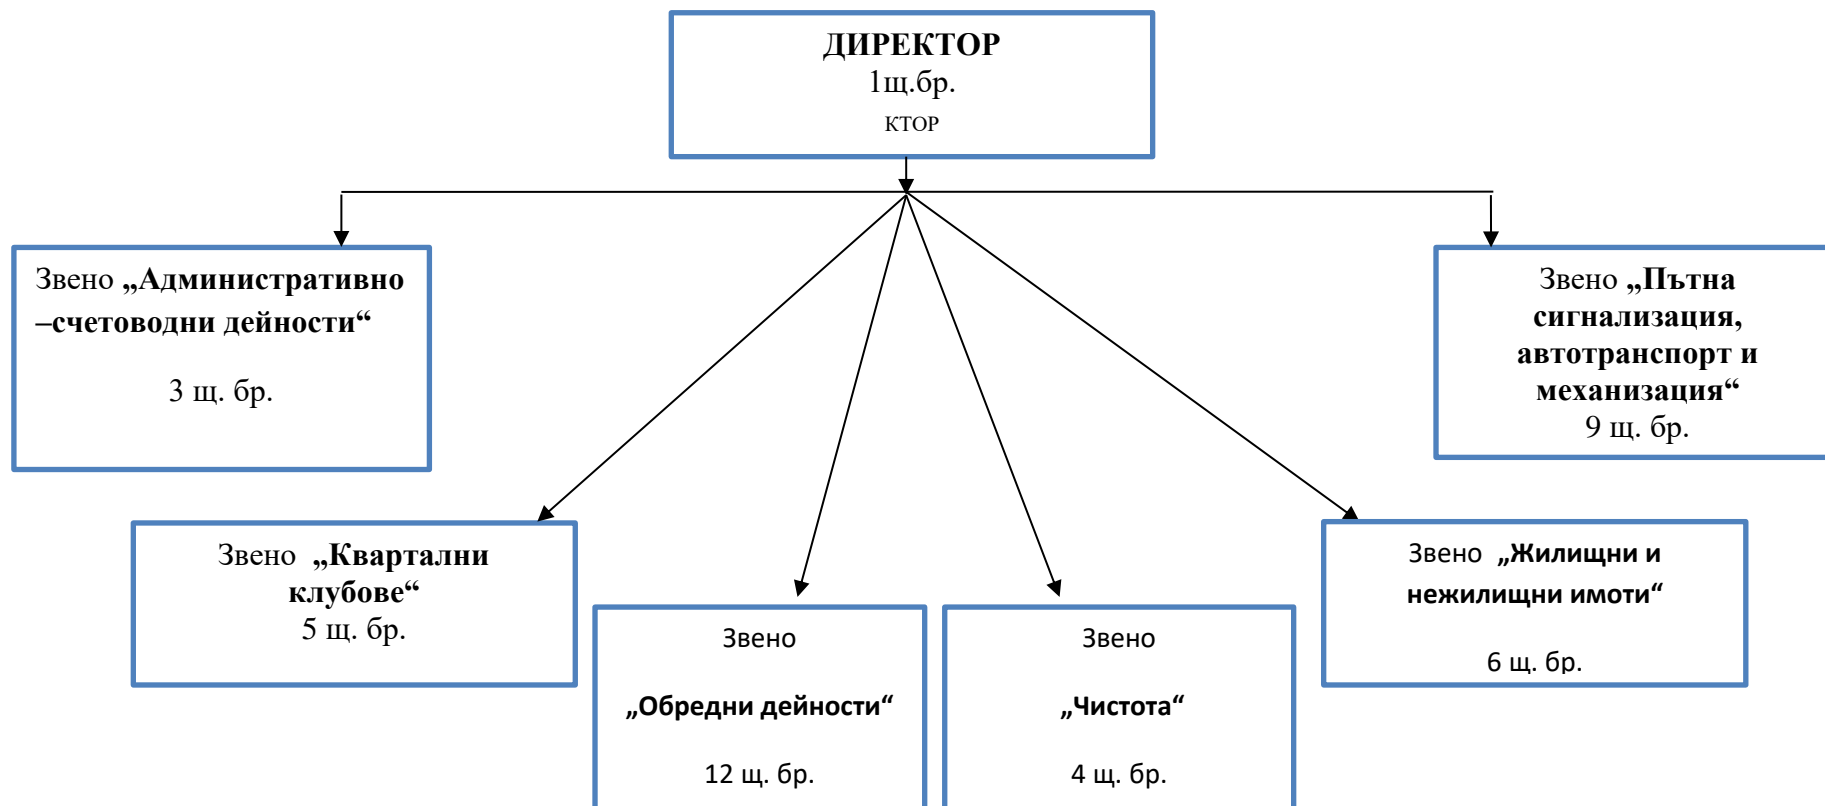 ДИРЕКТОР
1щ.бр.
КТОР
Звено „Административно
–счетоводни дейности“
3 щ. бр.
Звено „Пътна
сигнализация,
автотранспорт и
механизация“
9 щ. бр.
Звено „Квартални
клубове“
5 щ. бр.
Звено
„Обредни дейности“
12 щ. бр.
Звено
„Чистота“
4 щ. бр.
Звено „Жилищни и
нежилищни имоти“
6 щ. бр.